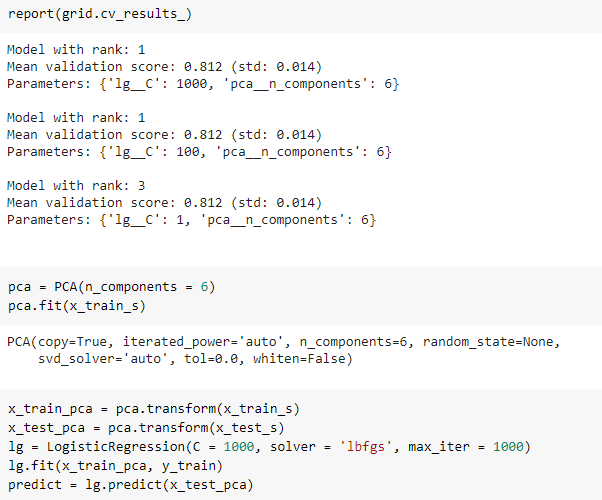 report(grid.cv_results_)
Model with rank: 1
Mean validation score: 0.812 (std: 0.014)
Parameters: {'lg__C': 1000, 'pca__n_components': 6}
Model with rank: 1
Mean validation score: 0.812 (std: 0.014)
Parameters: {'lg__C': 100, 'pca__n_components': 6}
Model with rank: 3
Mean validation score: 0.812 (std: 0.014)
Parameters: {'lg__C': 1, 'pca__n_components': 6}
pca = PCA(n_components = 6)
pca.fit(x_train_s)
PCA(copy=True, iterated_power='auto', n_components=6, random_state=None,
    svd_solver='auto', tol=0.0, whiten=False)
x_train_pca = pca.transform(x_train_s)
x_test_pca = pca.transform(x_test_s)
lg = LogisticRegression(C = 1000, solver = 'lbfgs', max_iter = 1000)
lg.fit(x_train_pca, y_train)
predict = lg.predict(x_test_pca)